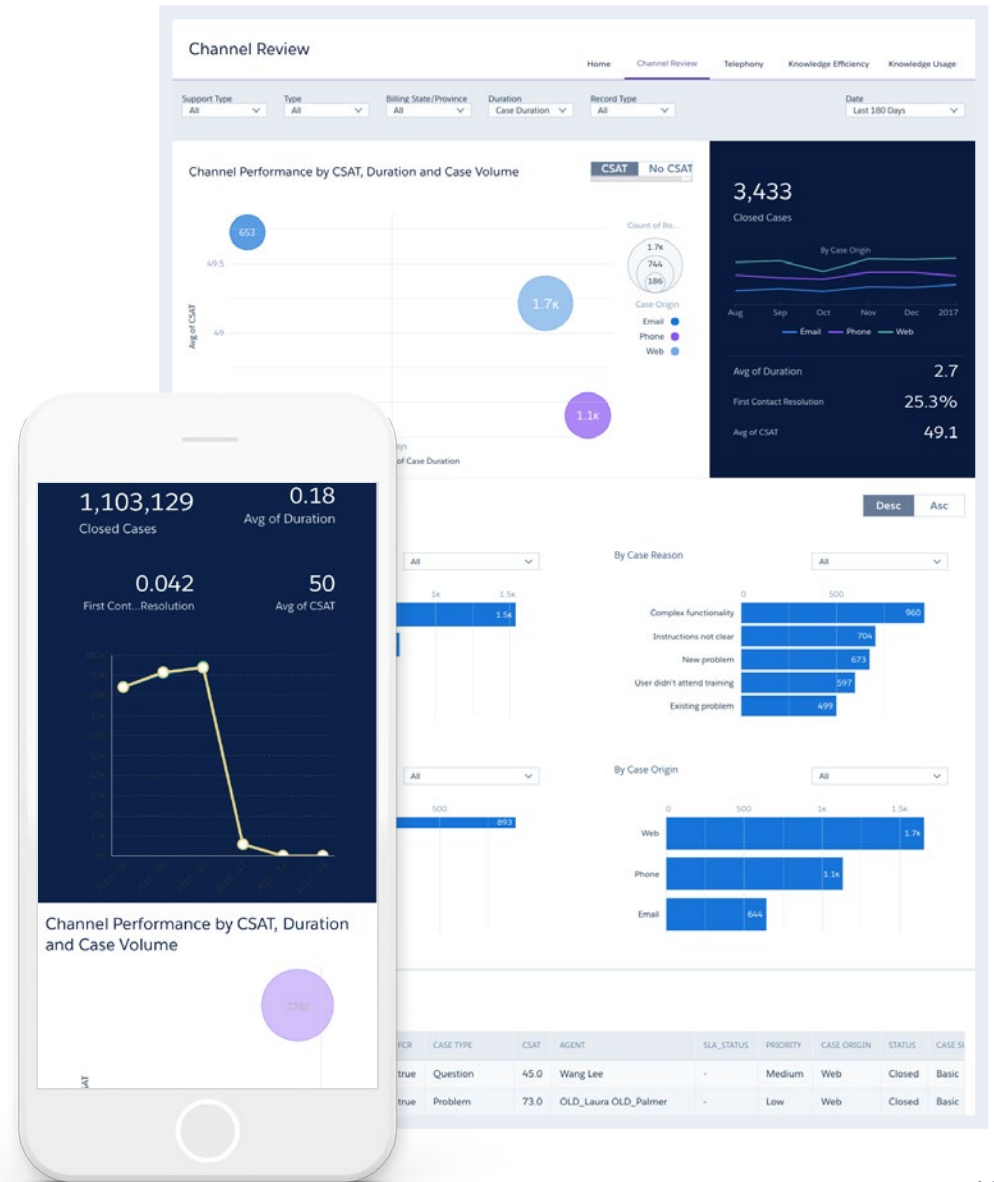 Channel Review
Home Channel Review Telephony Knowledge Efficiency Knowledge Usage
Support Type Type Billing State/Province Duration Record Type Date
All All All Case Duration All Last 180 Days
Channel Performance by CSAT, Duration and Case Volume
CSAT No CSAT
653
49.5
1.7K
49
1.1K
Avg of CSAT
of Case Duration
Count of Ro...
1.7K
744
186
Case Origin
Email
Phone
Web
3,433
Closed Cases
By Case Origin
Aug Sep Oct Nov Dec 2017
Email Phone Web
Avg of Duration 2.7
First Contact Resolution 25.3%
Avg of CSAT 49.1
Desc Asc
All
1K 1.5K
1.5K
By Case Reason
All
0 500
Complex functionality 960
Instructions not clear 704
New problem 673
User didn't attend training 597
Existing problem 499
All
500
893
By Case Origin
All
0 500 1K 1.5K
Web 1.7K
Phone 1.1K
Email 644
FCR CASE TYPE CSAT AGENT SLA_STATUS PRIORITY CASE ORIGIN STATUS
true Question 45.0 Wang Lee - Medium Web Closed Basic
true Problem 73.0 OLD_Laura OLD_Palmer - Low Web Closed Basic
1,103,129 0.18
Closed Cases Avg of Duration
0.042 50
First Cont...Resolution Avg of CSAT
Channel Performance by CSAT, Duration
and Case Volume